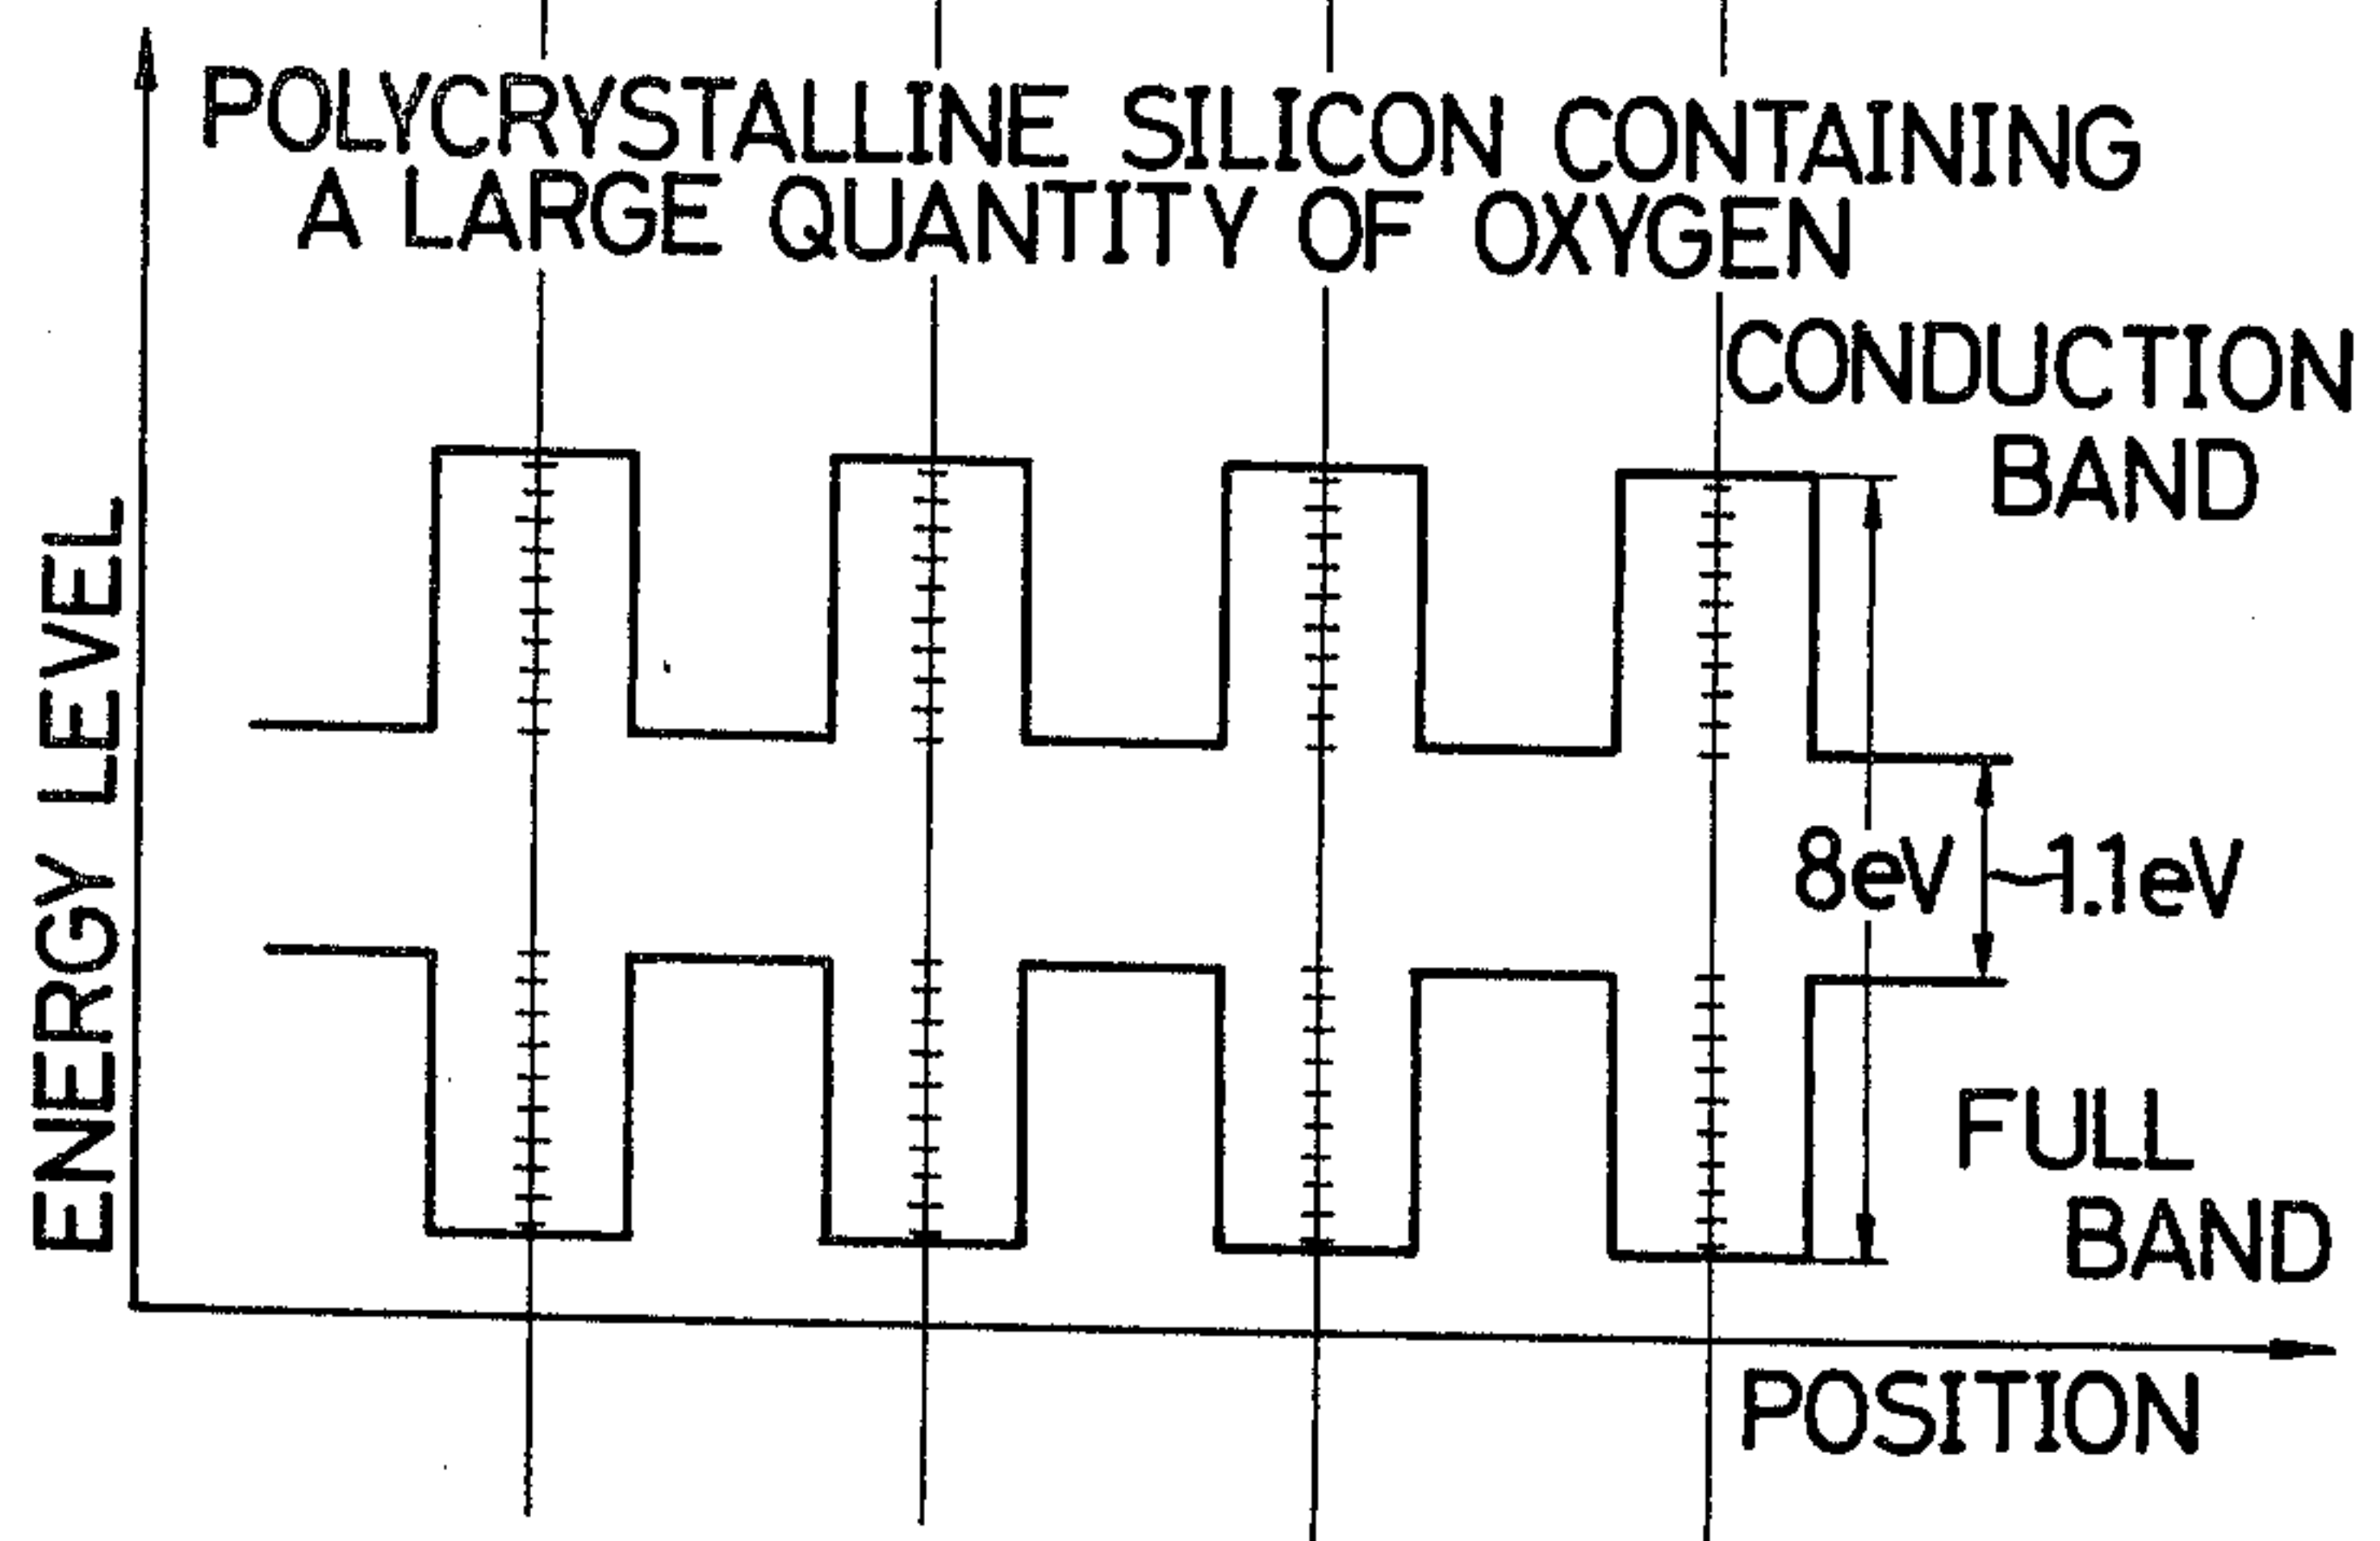 POLYCRYSTALLINE SILICON CONTAINING
A LARGE QUANTITY OF OXYGEN
CONDUCTION
BAND
ENERGY LEVEL
8eV
1.1eV
FULL
BAND
POSITION